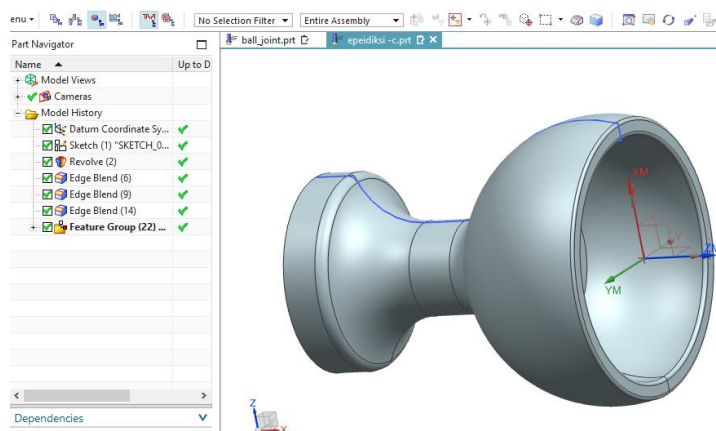 enu
No Selection Filter
Entire Assembly
Part Navigator
ball_joint.prt
epeidiksi -c.prt
Name
Up to D
Model Views
Cameras
Model History
Datum Coordinate Sy...
Sketch (1) "SKETCH_0...
Revolve (2)
Edge Blend (6)
Edge Blend (9)
Edge Blend (14)
Feature Group (22) ...
XM
ZM
YM
Dependencies
Z
X